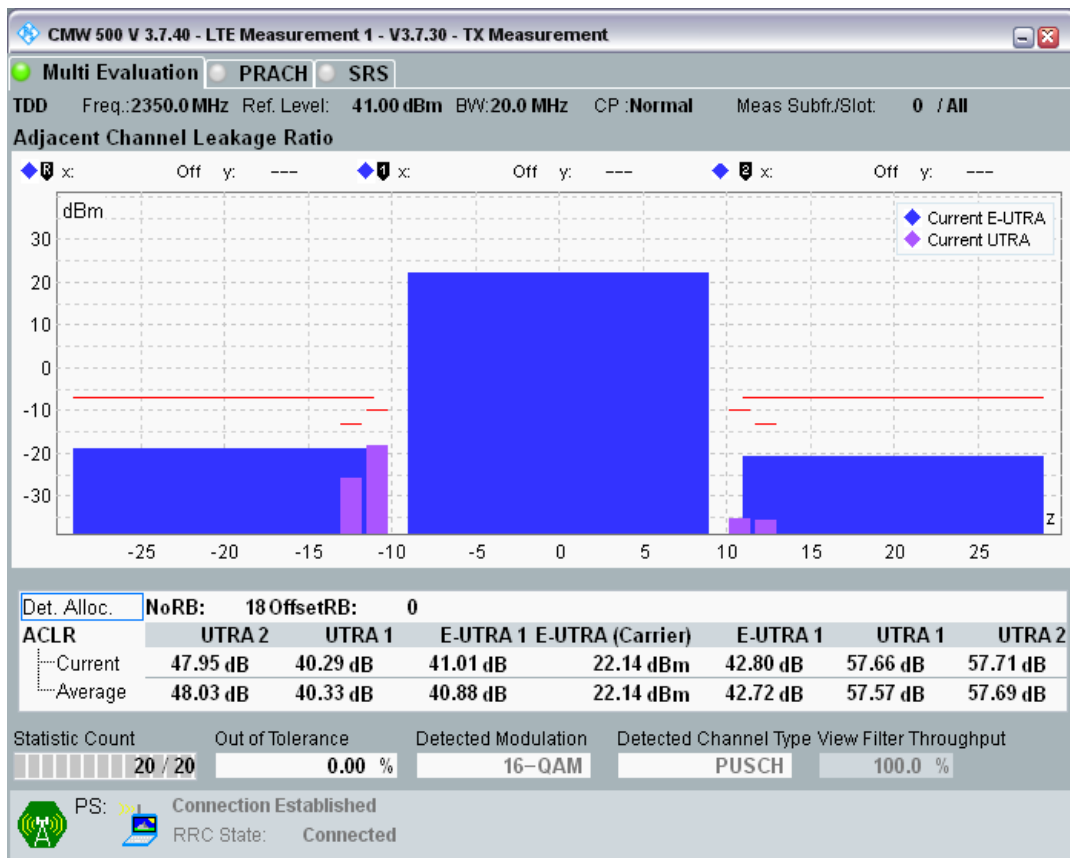 CMW 500 V 3.7.40 - LTE Measurement 1 - V3.7.30 - TX Measurement
Multi Evaluation PRACH SRS
TDD Freq.:2350.0 MHz Ref. Level: 41.00 dBm BW:20.0 MHz CP :Normal Meas Subfr./Slot: 0 / All
Adjacent Channel Leakage Ratio
R x: Off y: --- 1 x: Off y: --- 2 x: Off y: ---
dBm
Current E-UTRA
Current UTRA
30
20
10
0
-10
-20
-30
z
-25 -20 -15 -10 -5 0 5 10 15 20 25
Det. Alloc. NoRB: 18 OffsetRB: 0
ACLR UTRA 2 UTRA 1 E-UTRA 1 E-UTRA (Carrier) E-UTRA 1 UTRA 1 UTRA 2
Current 47.95 dB 40.29 dB 41.01 dB 22.14 dBm 42.80 dB 57.66 dB 57.71 dB
Average 48.03 dB 40.33 dB 40.88 dB 22.14 dBm 42.72 dB 57.57 dB 57.69 dB
Statistic Count Out of Tolerance Detected Modulation Detected Channel Type View Filter Throughput
20 / 20 0.00 % 16-QAM PUSCH 100.0 %
PS: Connection Established
RRC State: Connected